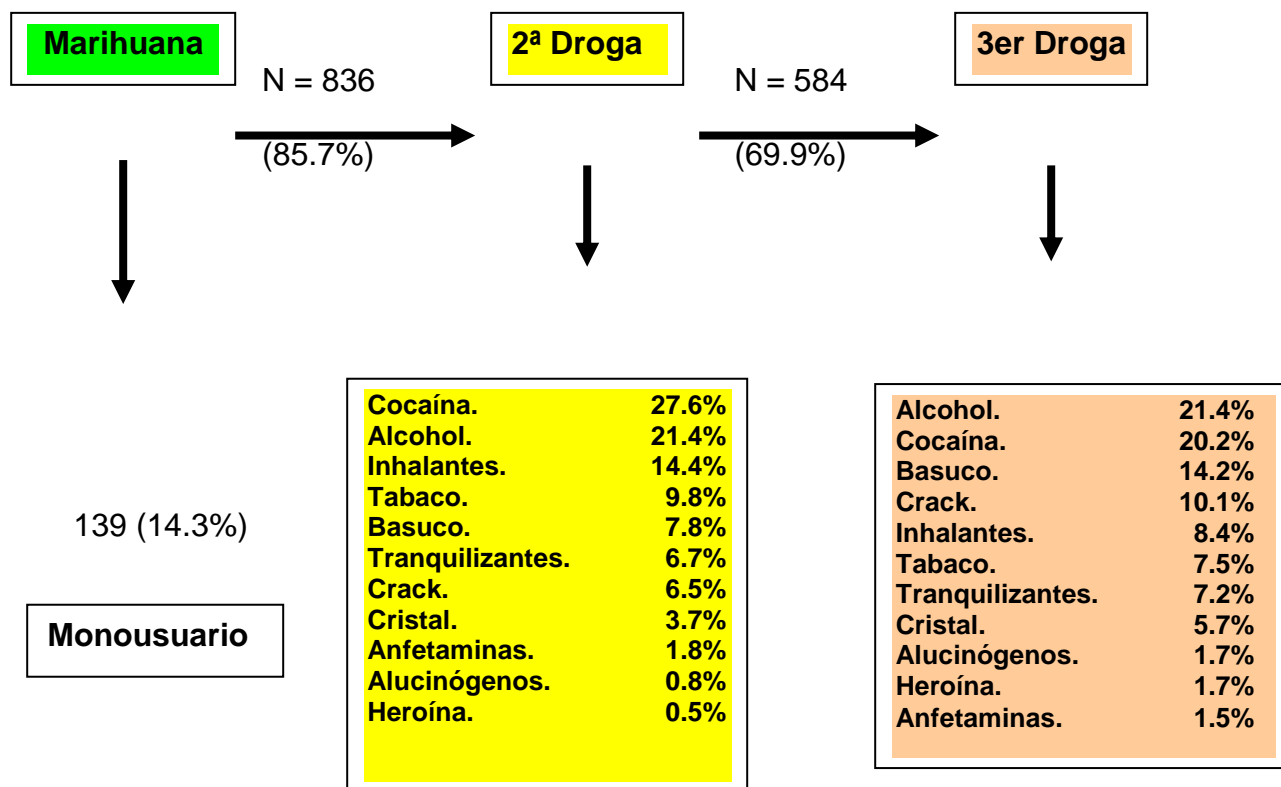 Marihuana
N = 836
(85.7%)
2ª Droga
N = 584
(69.9%)
3er Droga
139 (14.3%)
Monousuario
Cocaína. 27.6%
Alcohol. 21.4%
Inhalantes. 14.4%
Tabaco. 9.8%
Basuco. 7.8%
Tranquilizantes. 6.7%
Crack. 6.5%
Cristal. 3.7%
Anfetaminas. 1.8%
Alucinógenos. 0.8%
Heroína. 0.5%
Alcohol. 21.4%
Cocaína. 20.2%
Basuco. 14.2%
Crack. 10.1%
Inhalantes. 8.4%
Tabaco. 7.5%
Tranquilizantes. 7.2%
Cristal. 5.7%
Alucinógenos. 1.7%
Heroína. 1.7%
Anfetaminas. 1.5%